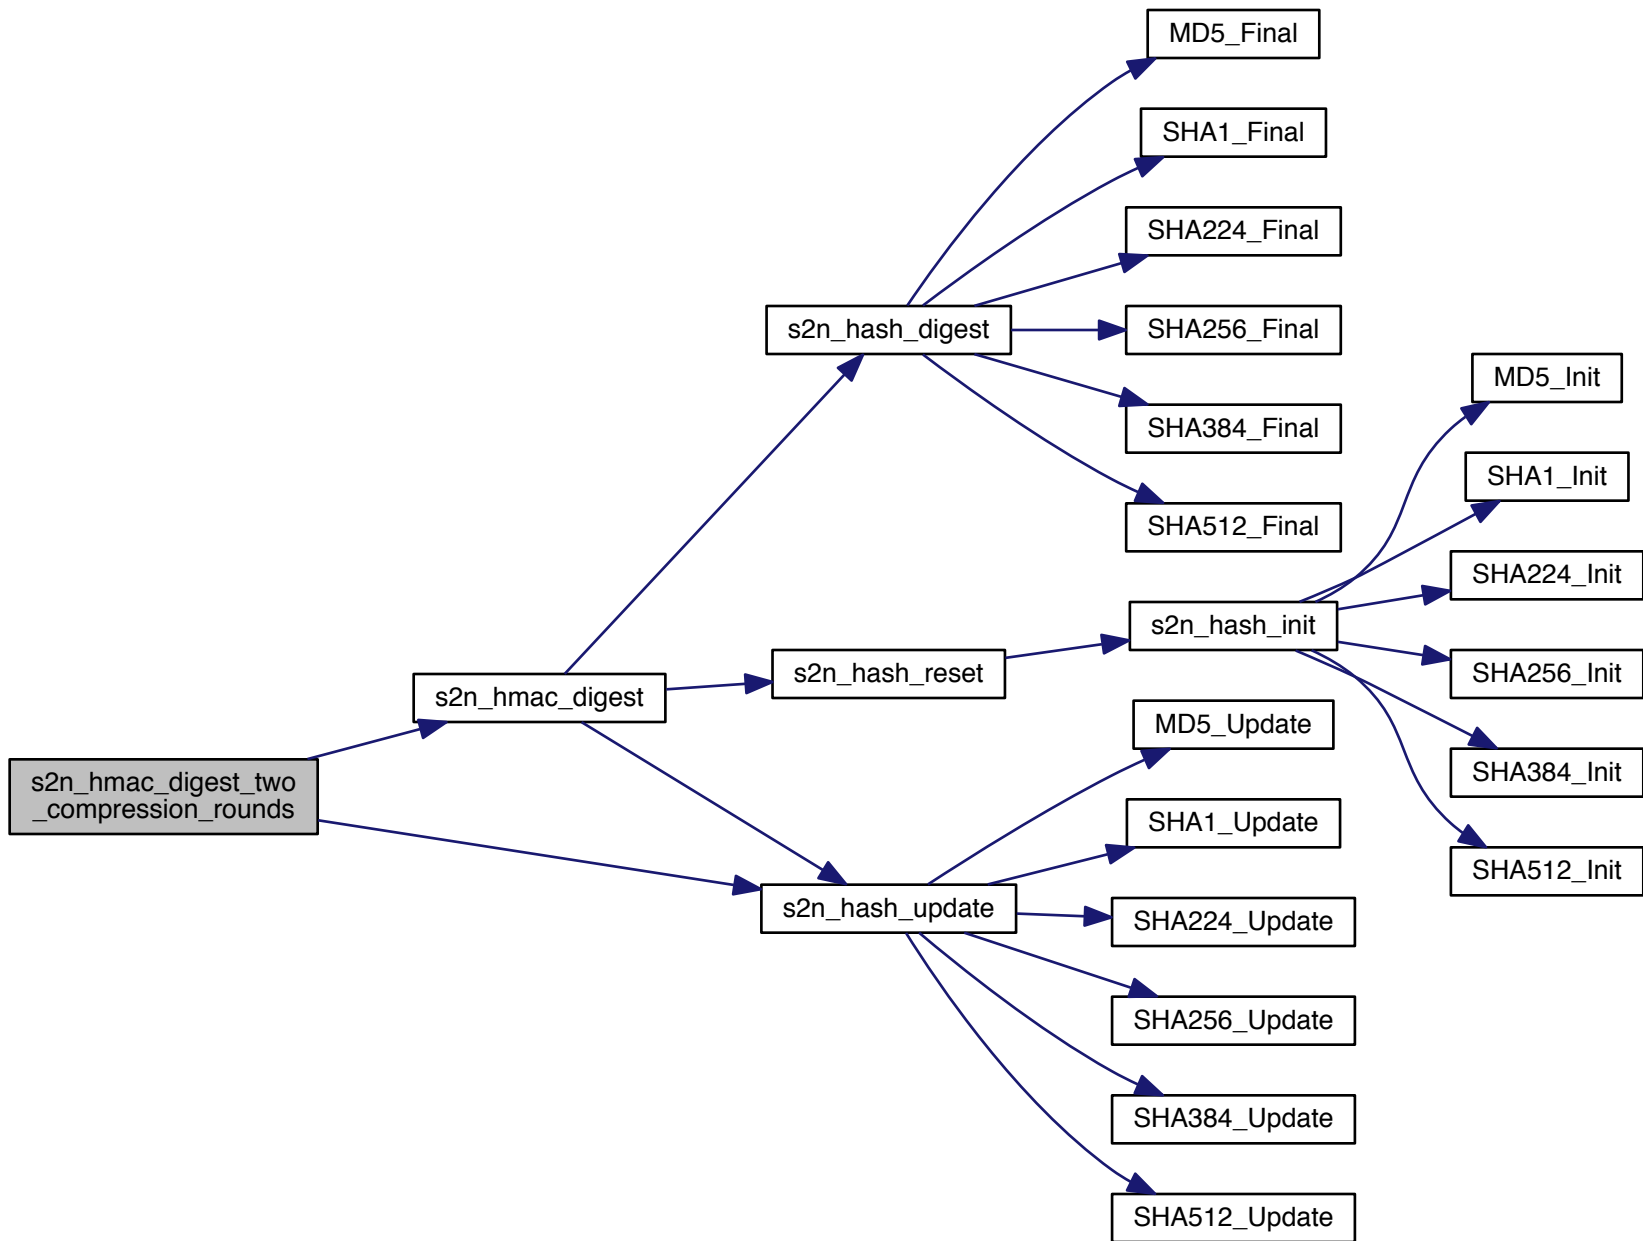 MD5_Final
SHA1_Final
SHA224_Final
s2n_hash_digest
SHA256_Final
MD5_Init
SHA384_Final
SHA1_Init
SHA512_Final
SHA224_Init
s2n_hash_init
s2n_hash_reset
SHA256_Init
s2n_hmac_digest
MD5_Update
SHA384_Init
s2n_hmac_digest_two
_compression_rounds
SHA1_Update
SHA512_Init
s2n_hash_update
SHA224_Update
SHA256_Update
SHA384_Update
SHA512_Update